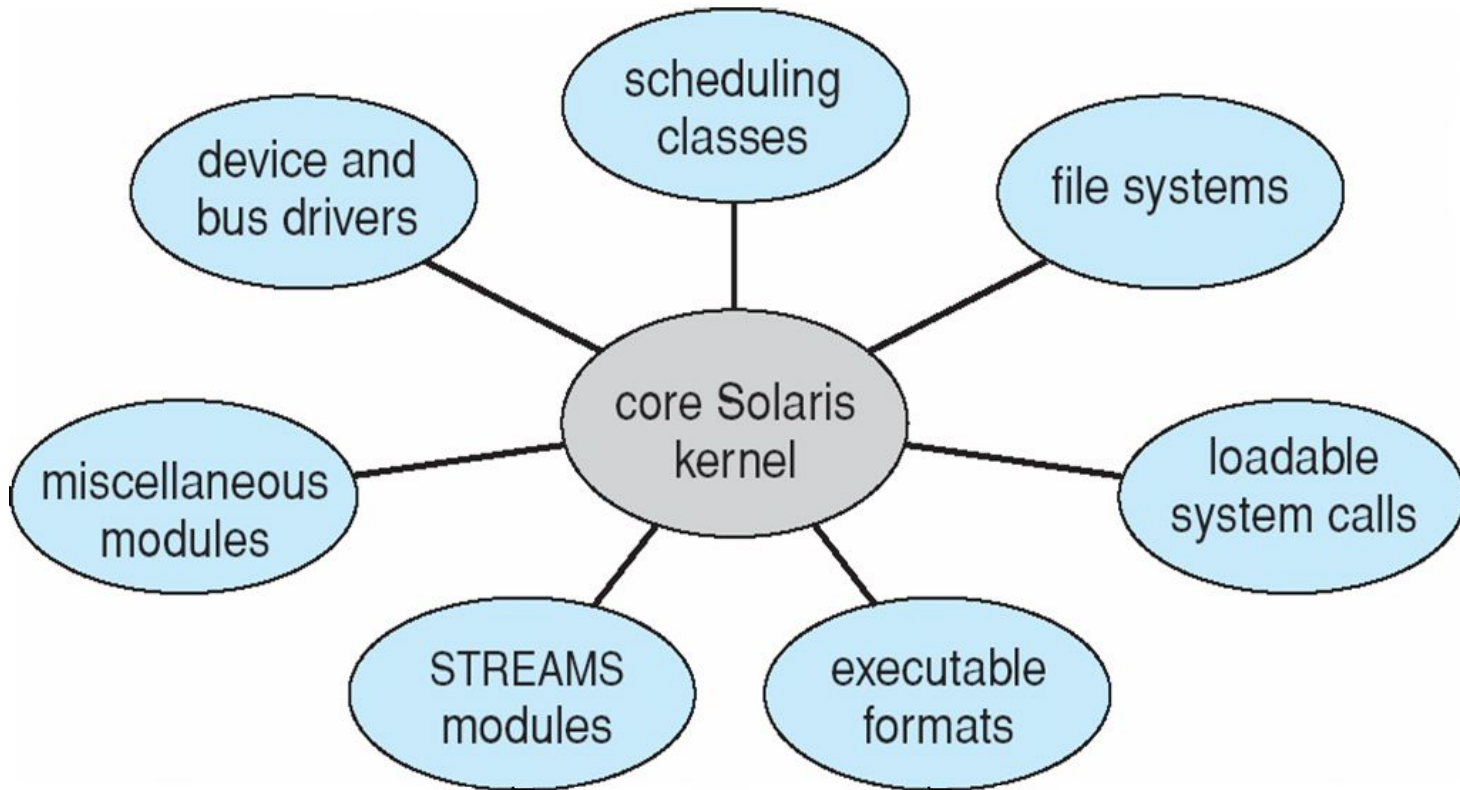 scheduling
classes
device and
bus drivers
file systems
core Solaris
kernel
miscellaneous
modules
loadable
system calls
STREAMS
modules
executable
formats